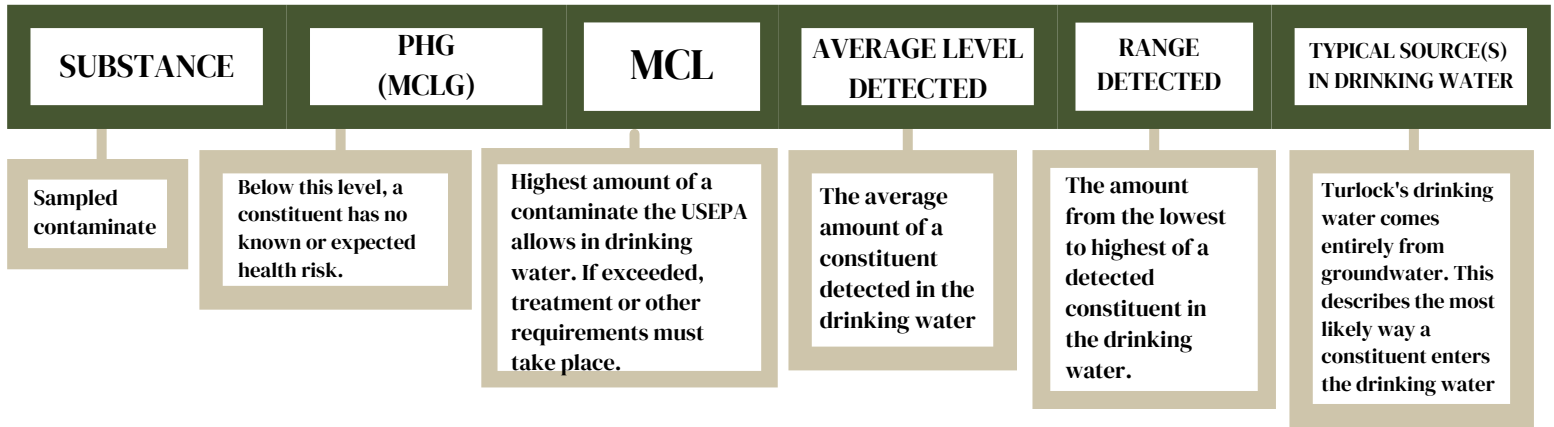 SUBSTANCE
PHG
(MCLG)
MCL
AVERAGE LEVEL
DETECTED
RANGE
DETECTED
TYPICAL SOURCE(S)
IN DRINKING WATER
Sampled
contaminate
Below this level, a
constituent has no
known or expected
health risk.
Highest amount of a
contaminate the USEPA
allows in drinking
water. If exceeded,
treatment or other
requirements must
take place.
The average
amount of a
constituent
detected in the
drinking water
The amount
from the lowest
to highest of a
detected
constituent in
the drinking
water.
Turlock's drinking
water comes
entirely from
groundwater. This
describes the most
likely way a
constituent enters
the drinking water